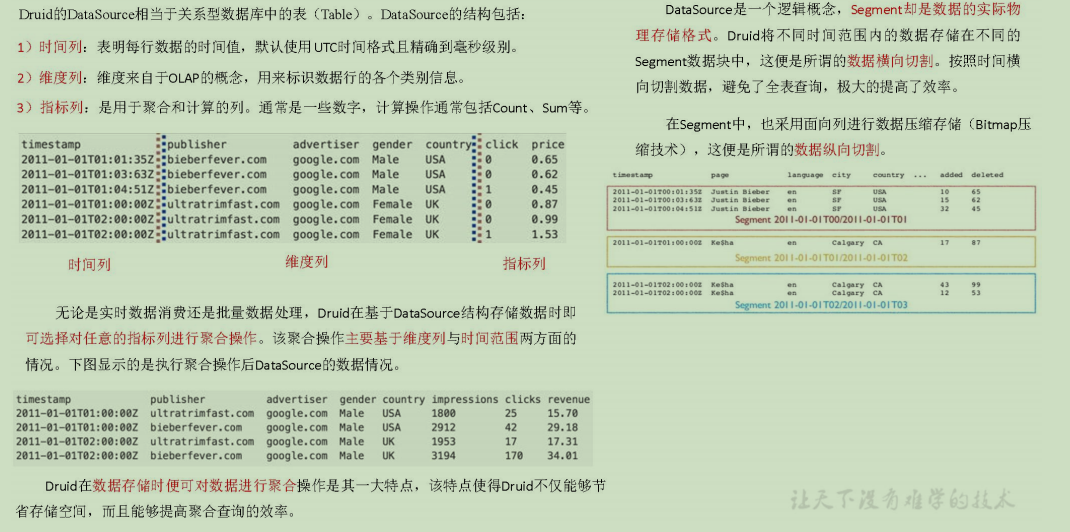 Druid的DataSource相当于关系型数据库中的表（Table）。DataSource的结构包括：
1）时间列：表明每行数据的时间值，默认使用UTC时间格式且精确到毫秒级别。
2）维度列：维度来自于OLAP的概念，用来标识数据行的各个类别信息。
3）指标列：是用于聚合和计算的列。通常是一些数字，计算操作通常包括Count、Sum等。
timestamp publisher advertiser gender country click price
2011-01-01T01:01:35Z bieberfever.com google.com Male USA 0 0.65
2011-01-01T01:03:63Z bieberfever.com google.com Male USA 0 0.62
2011-01-01T01:04:51Z bieberfever.com google.com Male USA 1 0.45
2011-01-01T01:00:00Z ultratrimfast.com google.com Female UK 0 0.87
2011-01-01T02:00:00Z ultratrimfast.com google.com Female UK 0 0.99
2011-01-01T02:00:00Z ultratrimfast.com google.com Female UK 1 1.53
时间列 维度列 指标列
无论是实时数据消费还是批量数据处理，Druid在基于DataSource结构存储数据时即
可选择对任意的指标列进行聚合操作。该聚合操作主要基于维度列与时间范围两方面的
情况。下图显示的是执行聚合操作后DataSource的数据情况。
timestamp publisher advertiser gender country impressions clicks revenue
2011-01-01T01:00:00Z ultratrimfast.com google.com Male USA 1800 25 15.70
2011-01-01T01:00:00Z bieberfever.com google.com Male USA 2912 42 29.18
2011-01-01T02:00:00Z ultratrimfast.com google.com Male UK 1953 17 17.31
2011-01-01T02:00:00Z bieberfever.com google.com Male UK 3194 170 34.01
Druid在数据存储时便可对数据进行聚合操作是其一大特点，该特点使得Druid不仅能够节
省存储空间，而且能够提高聚合查询的效率。
DataSource是一个逻辑概念，Segment却是数据的实际物
理存储格式。Druid将不同时间范围内的数据存储在不同的
Segment数据块中，这便是所谓的数据横向切割。按照时间横
向切割数据，避免了全表查询，极大的提高了效率。
在Segment中，也采用面向列进行数据压缩存储（Bitmap压
缩技术），这便是所谓的数据纵向切割。
timestamp page language city country ... added deleted
2011-01-01T00:01:35Z Justin Bieber en SF USA 10 65
2011-01-01T00:03:63Z Justin Bieber en SF USA 15 62
2011-01-01T00:04:51Z Justin Bieber en SF USA 32 45
Segment 2011-01-01T00/2011-01-01T01
2011-01-01T01:00:00Z Ke$ha en Calgary CA 17 87
Segment 2011-01-01T01/2011-01-01T02
2011-01-01T02:00:00Z Ke$ha en Calgary CA 43 99
2011-01-01T02:00:00Z Ke$ha en Calgary CA 12 53
Segment 2011-01-01T02/2011-01-01T03
让天下没有难学的技术